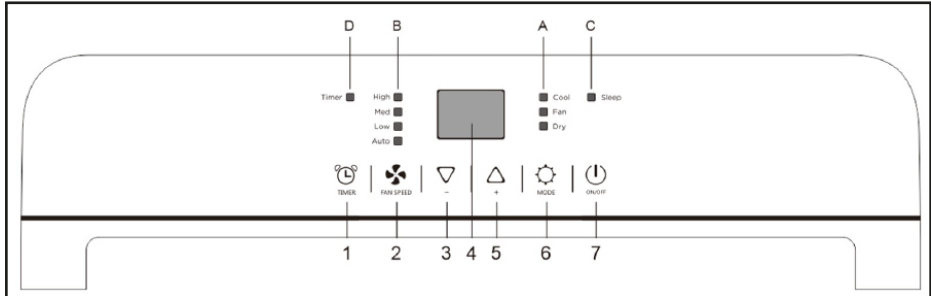 D B A C
Timer High Cool Sleep
Med Fan
Low Dry
Auto
TIMER FAN SPEED - + MODE ON/OFF
1 2 3 4 5 6 7